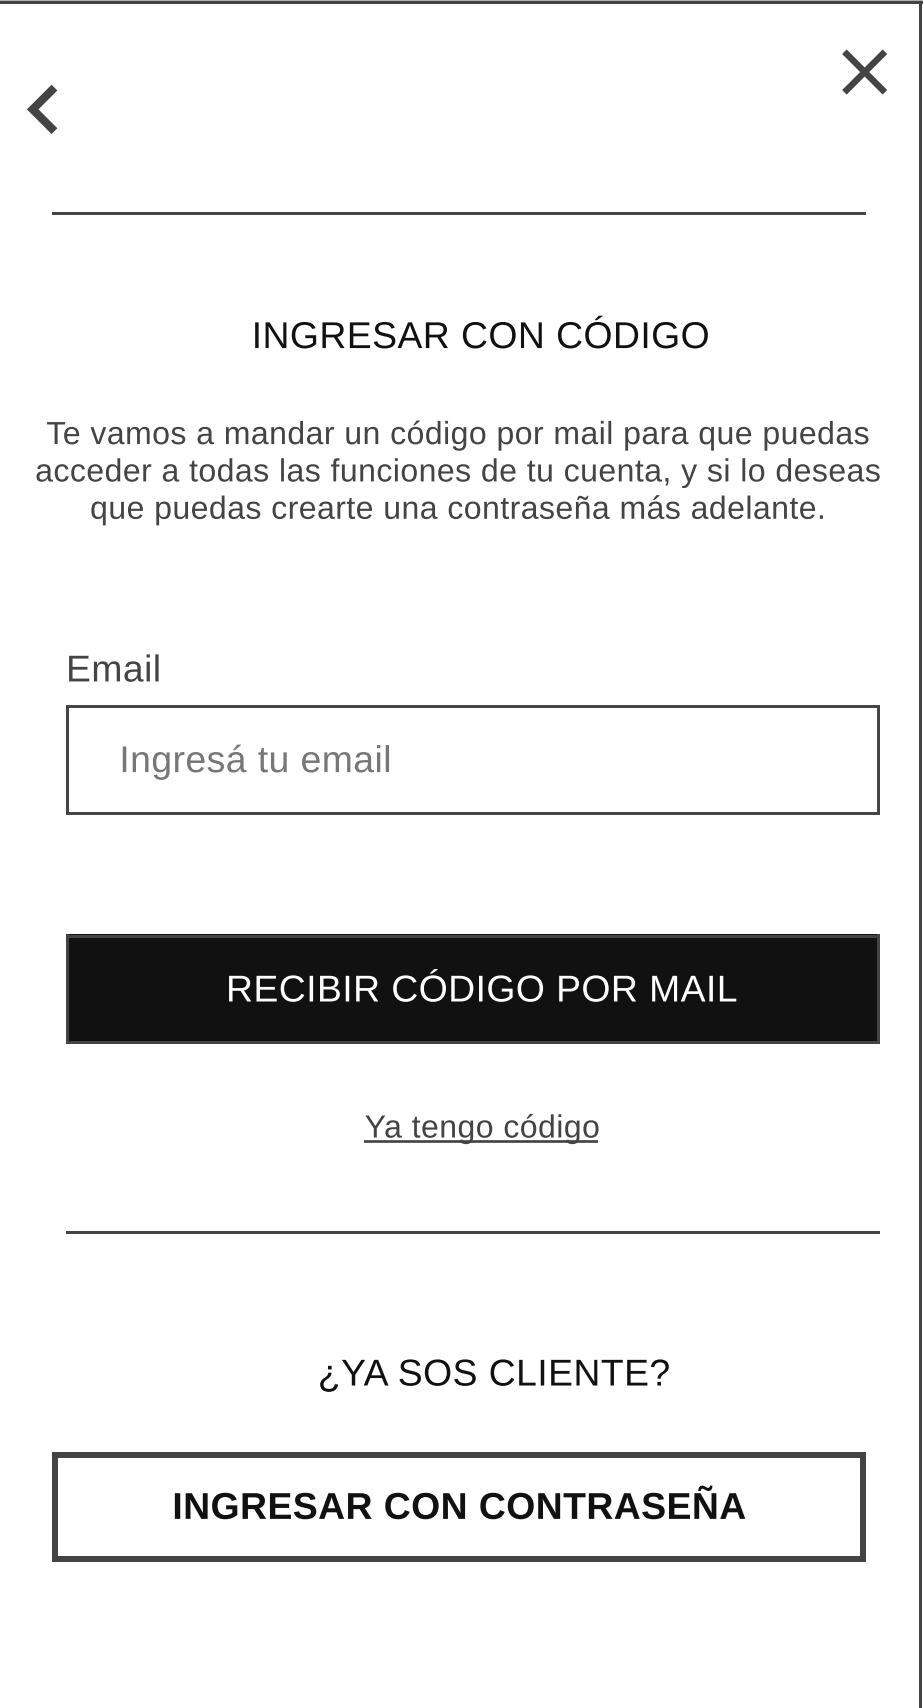 INGRESAR CON CÓDIGO
Te vamos a mandar un código por mail para que puedas
acceder a todas las funciones de tu cuenta, y si lo deseas
que puedas crearte una contraseña más adelante.
Email
Ingresá tu email
RECIBIR CÓDIGO POR MAIL
Ya tengo código
¿YA SOS CLIENTE?
INGRESAR CON CONTRASEÑA